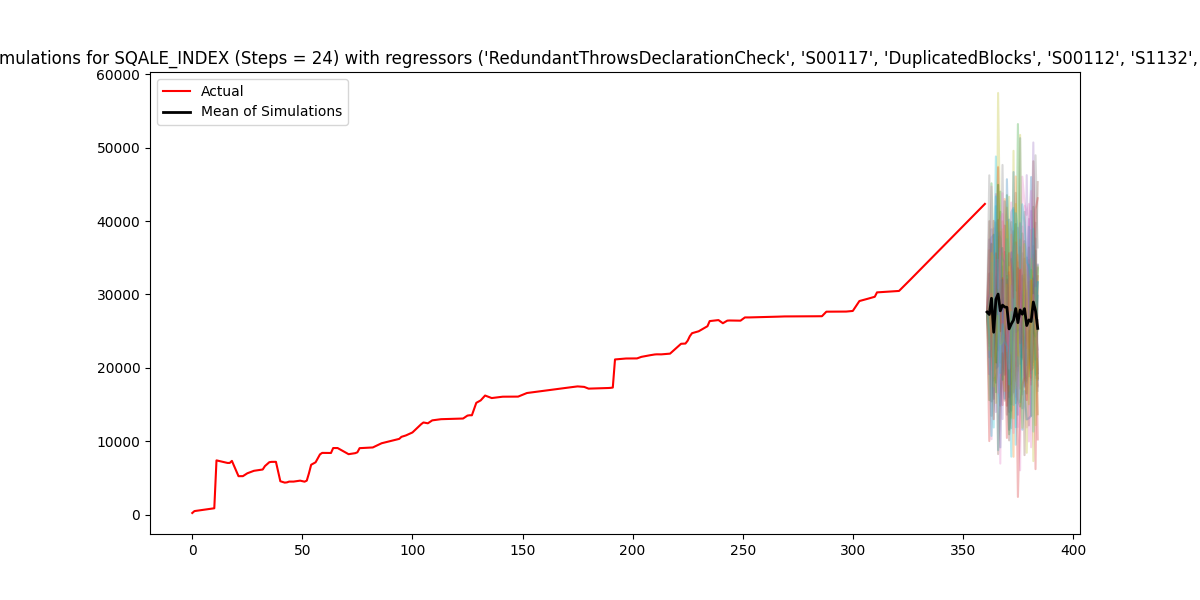 mulations for SQALE_INDEX (Steps = 24) with regressors ('RedundantThrowsDeclarationCheck', 'S00117', 'DuplicatedBlocks', 'S00112', 'S1132',
Actual
Mean of Simulations
60000
50000
40000
30000
20000
10000
0
0 50 100 150 200 250 300 350 400